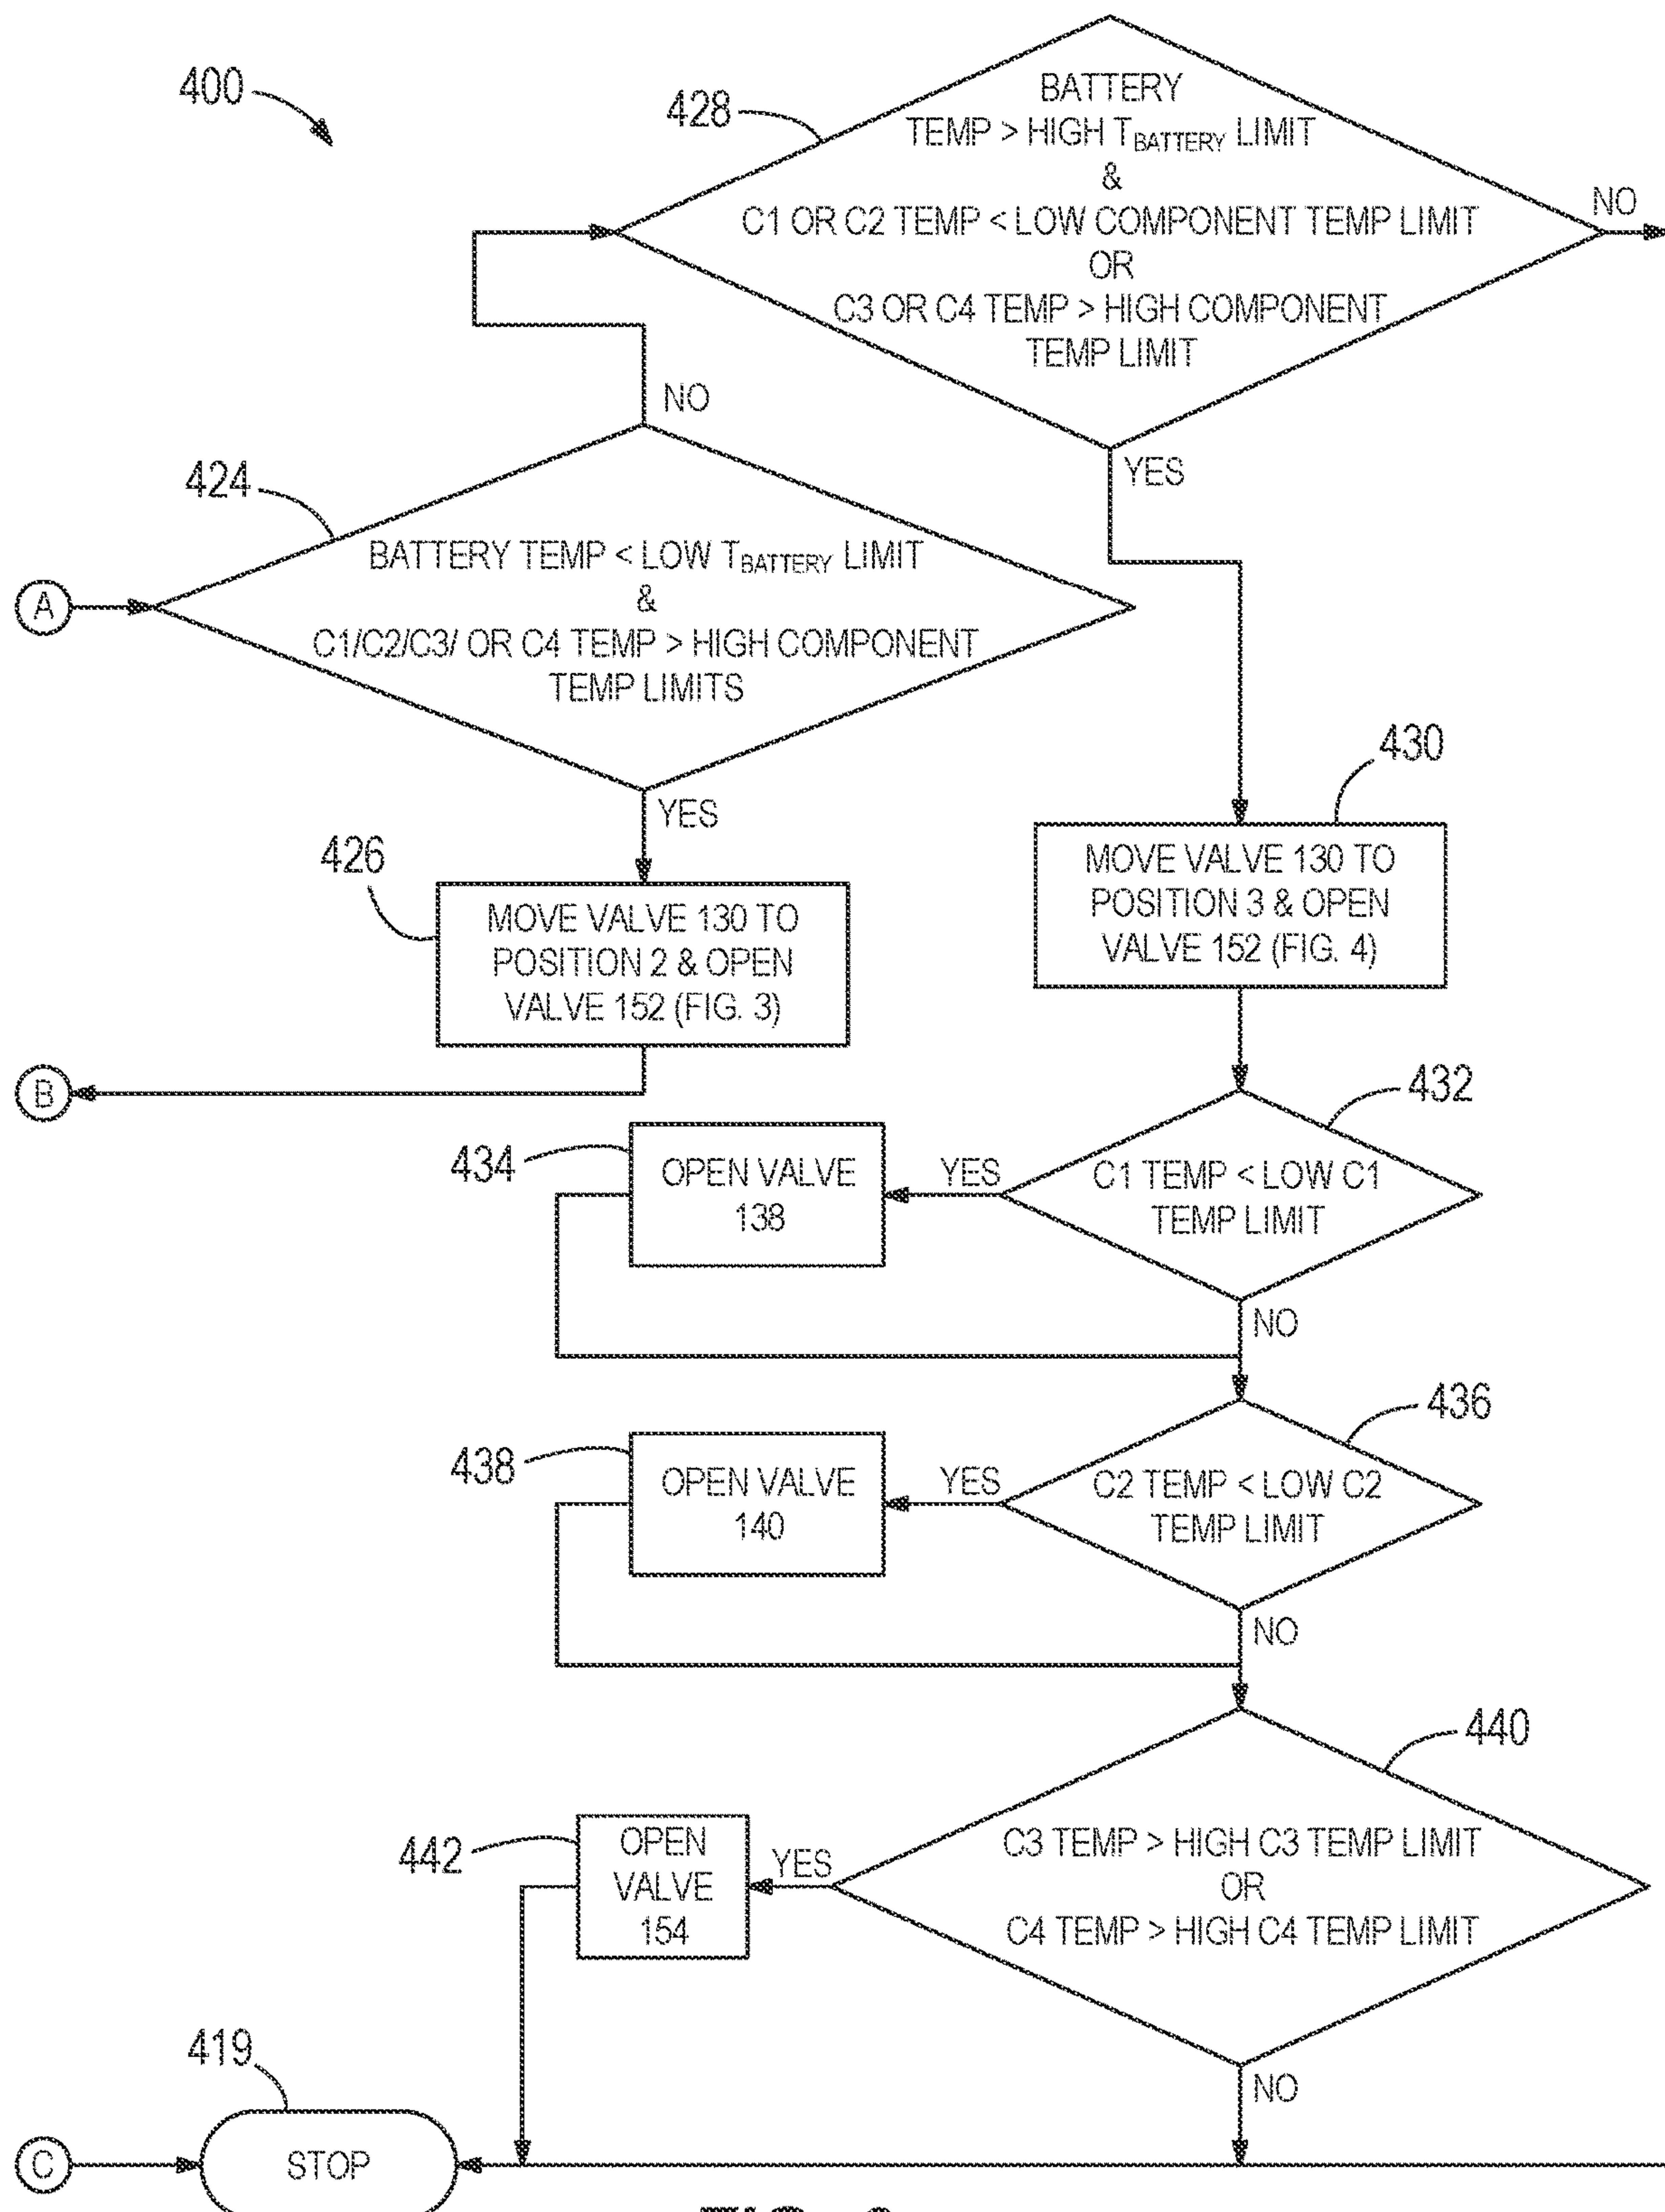 400
428
BATTERY
TEMP > HIGH TBATTERY LIMIT
&
C1 OR C2 TEMP < LOW COMPONENT TEMP LIMIT
OR
C3 OR C4 TEMP > HIGH COMPONENT
TEMP LIMIT
NO
YES
NO
424
BATTERY TEMP < LOW TBATTERY LIMIT
&
C1/C2/C3/ OR C4 TEMP > HIGH COMPONENT
TEMP LIMITS
A
YES
426
MOVE VALVE 130 TO
POSITION 2 & OPEN
VALVE 152 (FIG. 3)
B
430
MOVE VALVE 130 TO
POSITION 3 & OPEN
VALVE 152 (FIG. 4)
432
C1 TEMP < LOW C1
TEMP LIMIT
YES
434
OPEN VALVE
138
NO
436
C2 TEMP < LOW C2
TEMP LIMIT
YES
438
OPEN VALVE
140
NO
440
C3 TEMP > HIGH C3 TEMP LIMIT
OR
C4 TEMP > HIGH C4 TEMP LIMIT
YES
442
OPEN
VALVE
154
NO
419
C
STOP